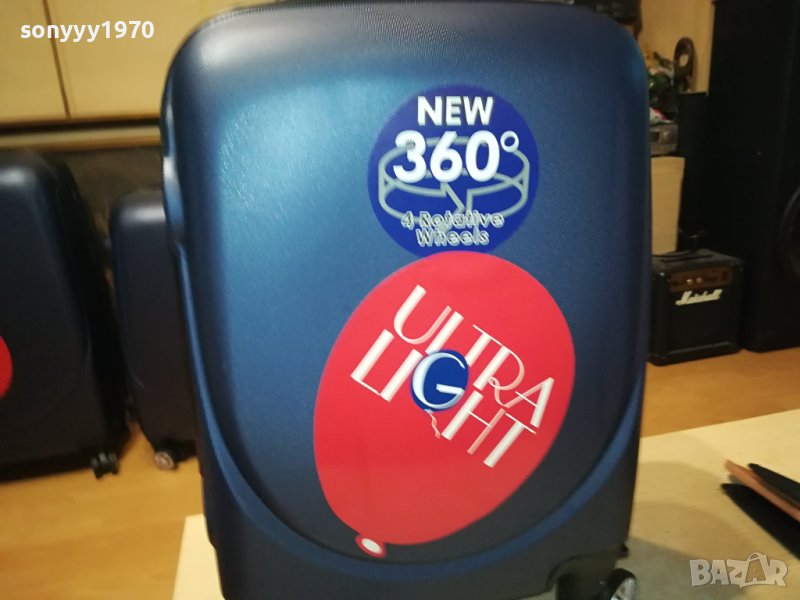 sonyyy1970
NEW
360°
4 Rotative
Wheels
ULTRA
LIGHT
Marshall
BAZAR